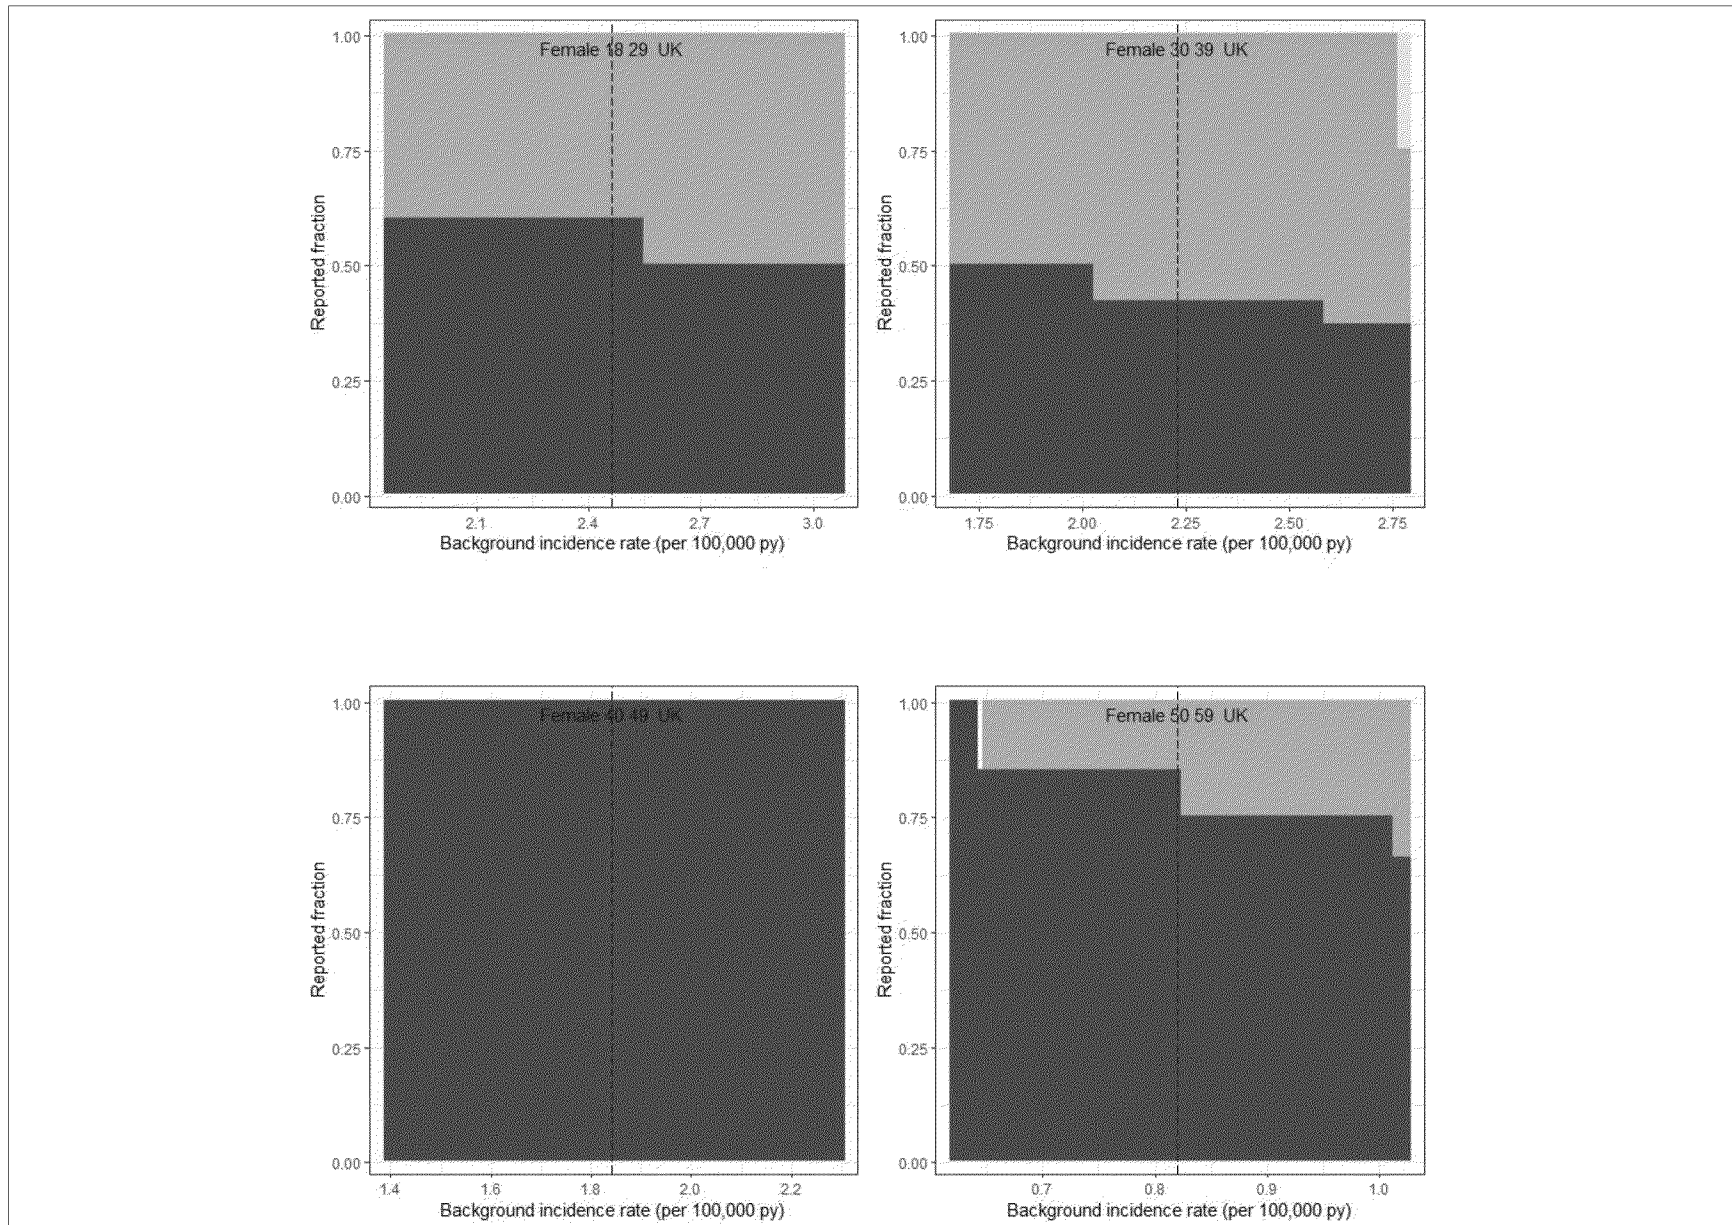 Female 18 29 UK
Reported fraction
1.00
0.75
0.50
0.25
0.00
2.1 2.4 2.7 3.0
Background incidence rate (per 100,000 py)
Female 30 39 UK
Reported fraction
1.00
0.75
0.50
0.25
0.00
1.75 2.00 2.25 2.50 2.75
Background incidence rate (per 100,000 py)
Female 40 49 UK
Reported fraction
1.00
0.75
0.50
0.25
0.00
1.4 1.6 1.8 2.0 2.2
Background incidence rate (per 100,000 py)
Female 50 59 UK
Reported fraction
1.00
0.75
0.50
0.25
0.00
0.7 0.8 0.9 1.0
Background incidence rate (per 100,000 py)